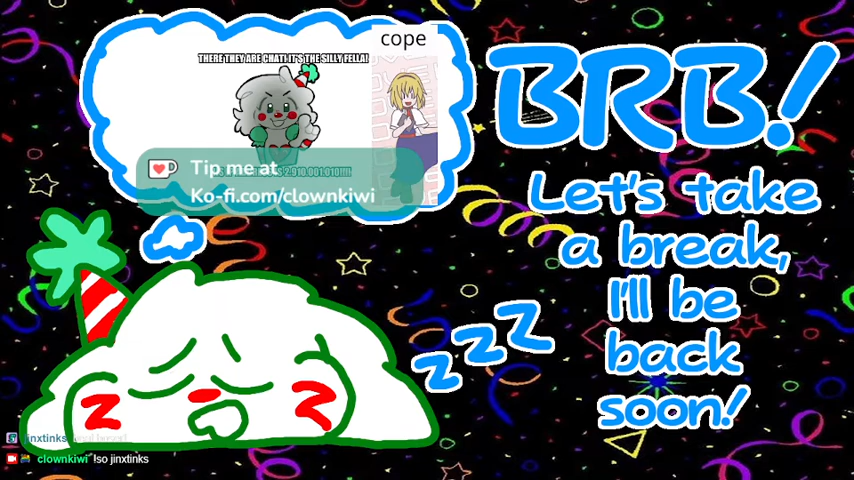 cope
THERE THEY ARE CHAT! IT'S THE SILLY FELLA!
Tip me at
Ko-fi.com/clownkiwi
BRB!
Let's take
a break,
I'll be
back
soon!
zzz
jinxtinks
clownkiwi !so jinxtinks